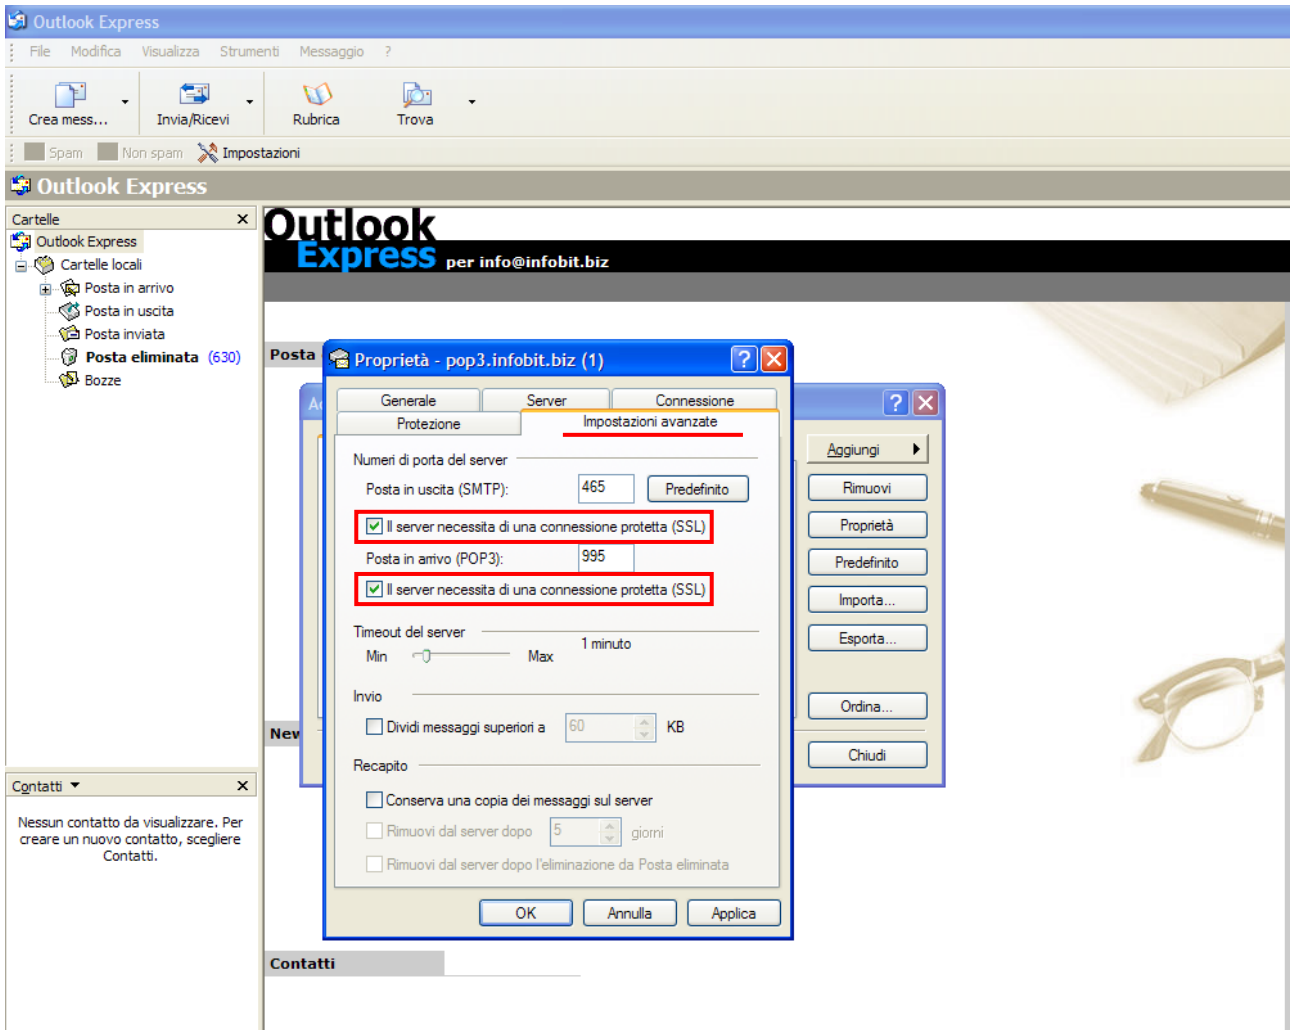 Outlook Express
File Modifica Visualizza Strumenti Messaggio ?
Crea mess... Invia/Ricevi Rubrica Trova
Spam Non spam Impostazioni
Outlook Express
Cartelle
Outlook Express
Cartelle locali
Posta in arrivo
Posta in uscita
Posta inviata
Posta eliminata (630)
Bozze
Outlook
Express per info@infobit.biz
Posta
Proprietà - pop3.infobit.biz (1)
Generale Server Connessione
Protezione Impostazioni avanzate
Numeri di porta del server
Posta in uscita (SMTP): 465 Predefinito
Il server necessita di una connessione protetta (SSL)
Posta in arrivo (POP3): 995
Il server necessita di una connessione protetta (SSL)
Timeout del server
Min Max 1 minuto
Invio
Dividi messaggi superiori a 60 KB
Recapito
Conserva una copia dei messaggi sul server
Rimuovi dal server dopo 5 giorni
Rimuovi dal server dopo l'eliminazione da Posta eliminata
OK Annulla Applica
Aggiungi
Rimuovi
Proprietà
Predefinito
Importa...
Esporta...
Ordina...
Chiudi
New
Contatti
Contatti
Nessun contatto da visualizzare. Per
creare un nuovo contatto, scegliere
Contatti.